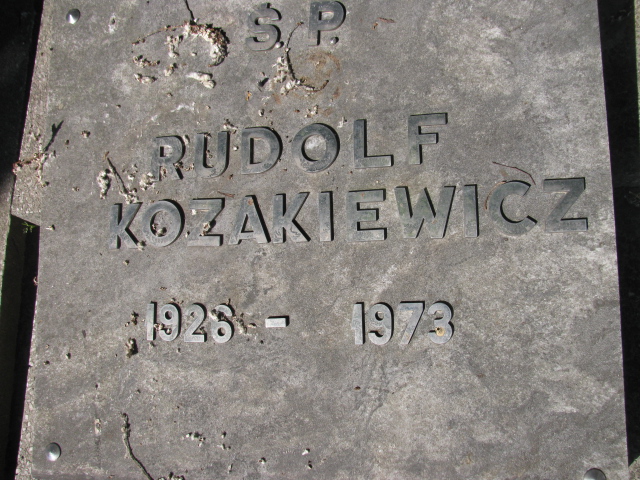 Ś.P.
RUDOLF
KOZAKIEWICZ
1926 - 1973